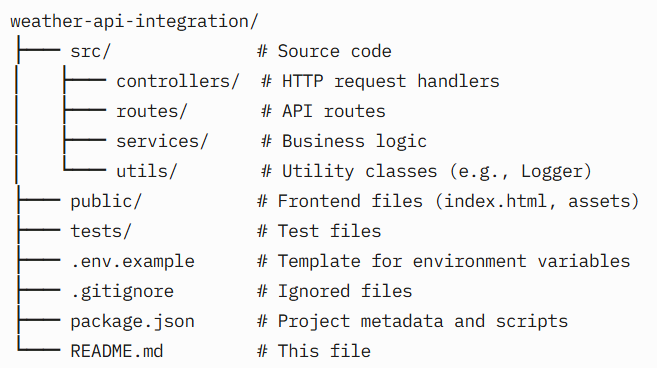 weather-api-integration/
├── src/              # Source code
│   ├── controllers/  # HTTP request handlers
│   ├── routes/       # API routes
│   ├── services/     # Business logic
│   └── utils/        # Utility classes (e.g., Logger)
├── public/           # Frontend files (index.html, assets)
├── tests/            # Test files
├── .env.example      # Template for environment variables
├── .gitignore        # Ignored files
├── package.json      # Project metadata and scripts
└── README.md         # This file